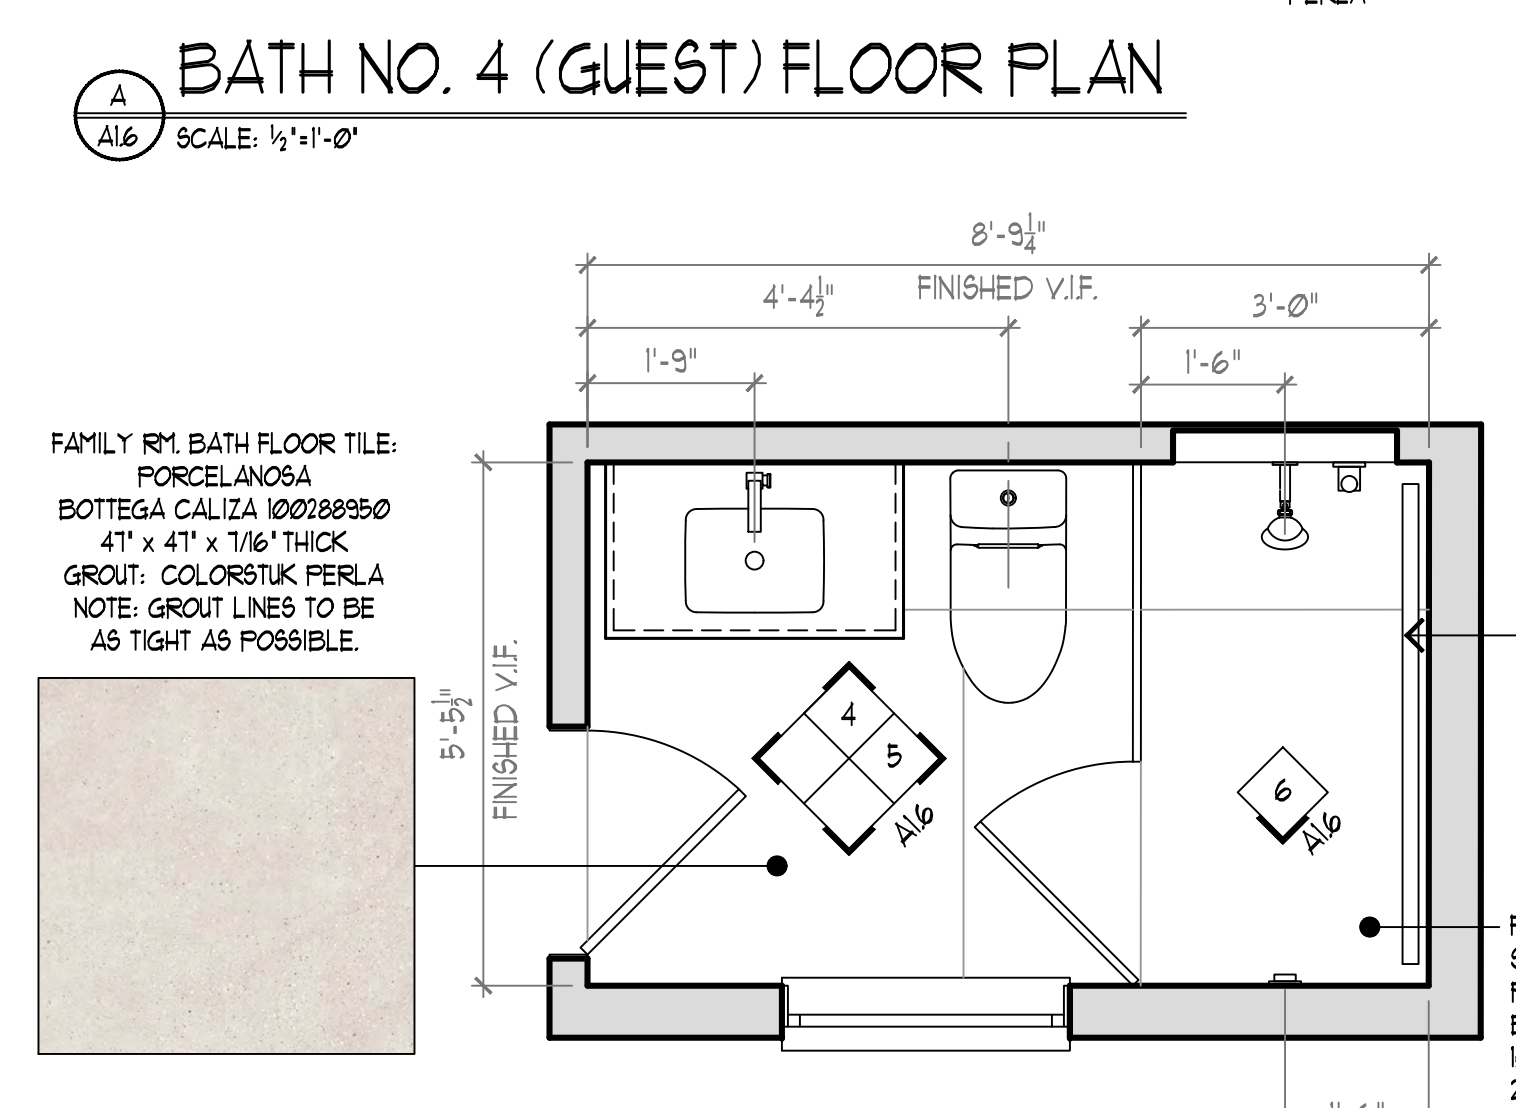 BATH NO. 4 (GUEST) FLOOR PLAN
A
A1.6
SCALE: ½"=1'-0"
8'-9¼"
FINISHED V.I.F.
4'-4½"
3'-0"
1'-9"
1'-6"
FAMILY RM. BATH FLOOR TILE:
PORCELANOSA
BOTTEGA CALIZA 100288950
47" x 47" x 7/16" THICK
GROUT: COLORSTUK PERLA
NOTE: GROUT LINES TO BE
AS TIGHT AS POSSIBLE.
5'-5½"
FINISHED V.I.F.
4
5
A1.6
6
A1.6